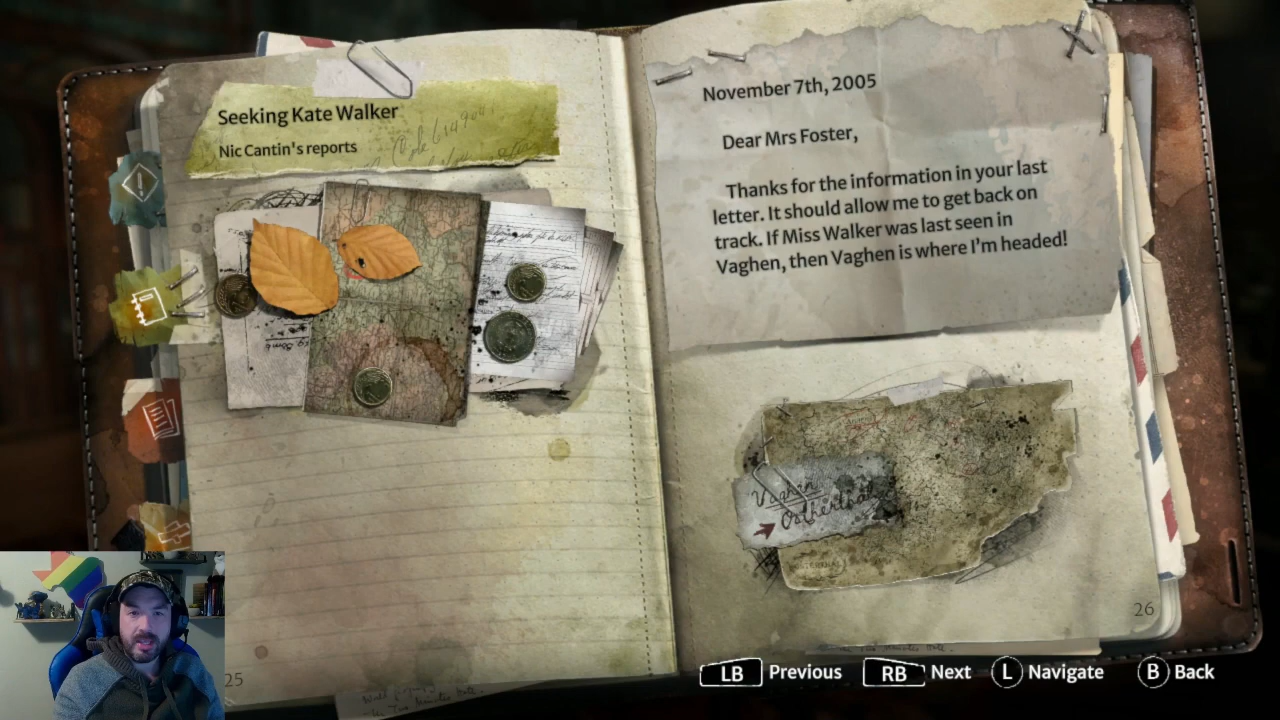 Seeking Kate Walker
Nic Cantin's reports
November 7th, 2005
Dear Mrs Foster,
Thanks for the information in your last
letter. It should allow me to get back on
track. If Miss Walker was last seen in
Vaghen, then Vaghen is where I'm headed!
Vaghen
Osterthal
25
26
LB Previous RB Next L Navigate B Back